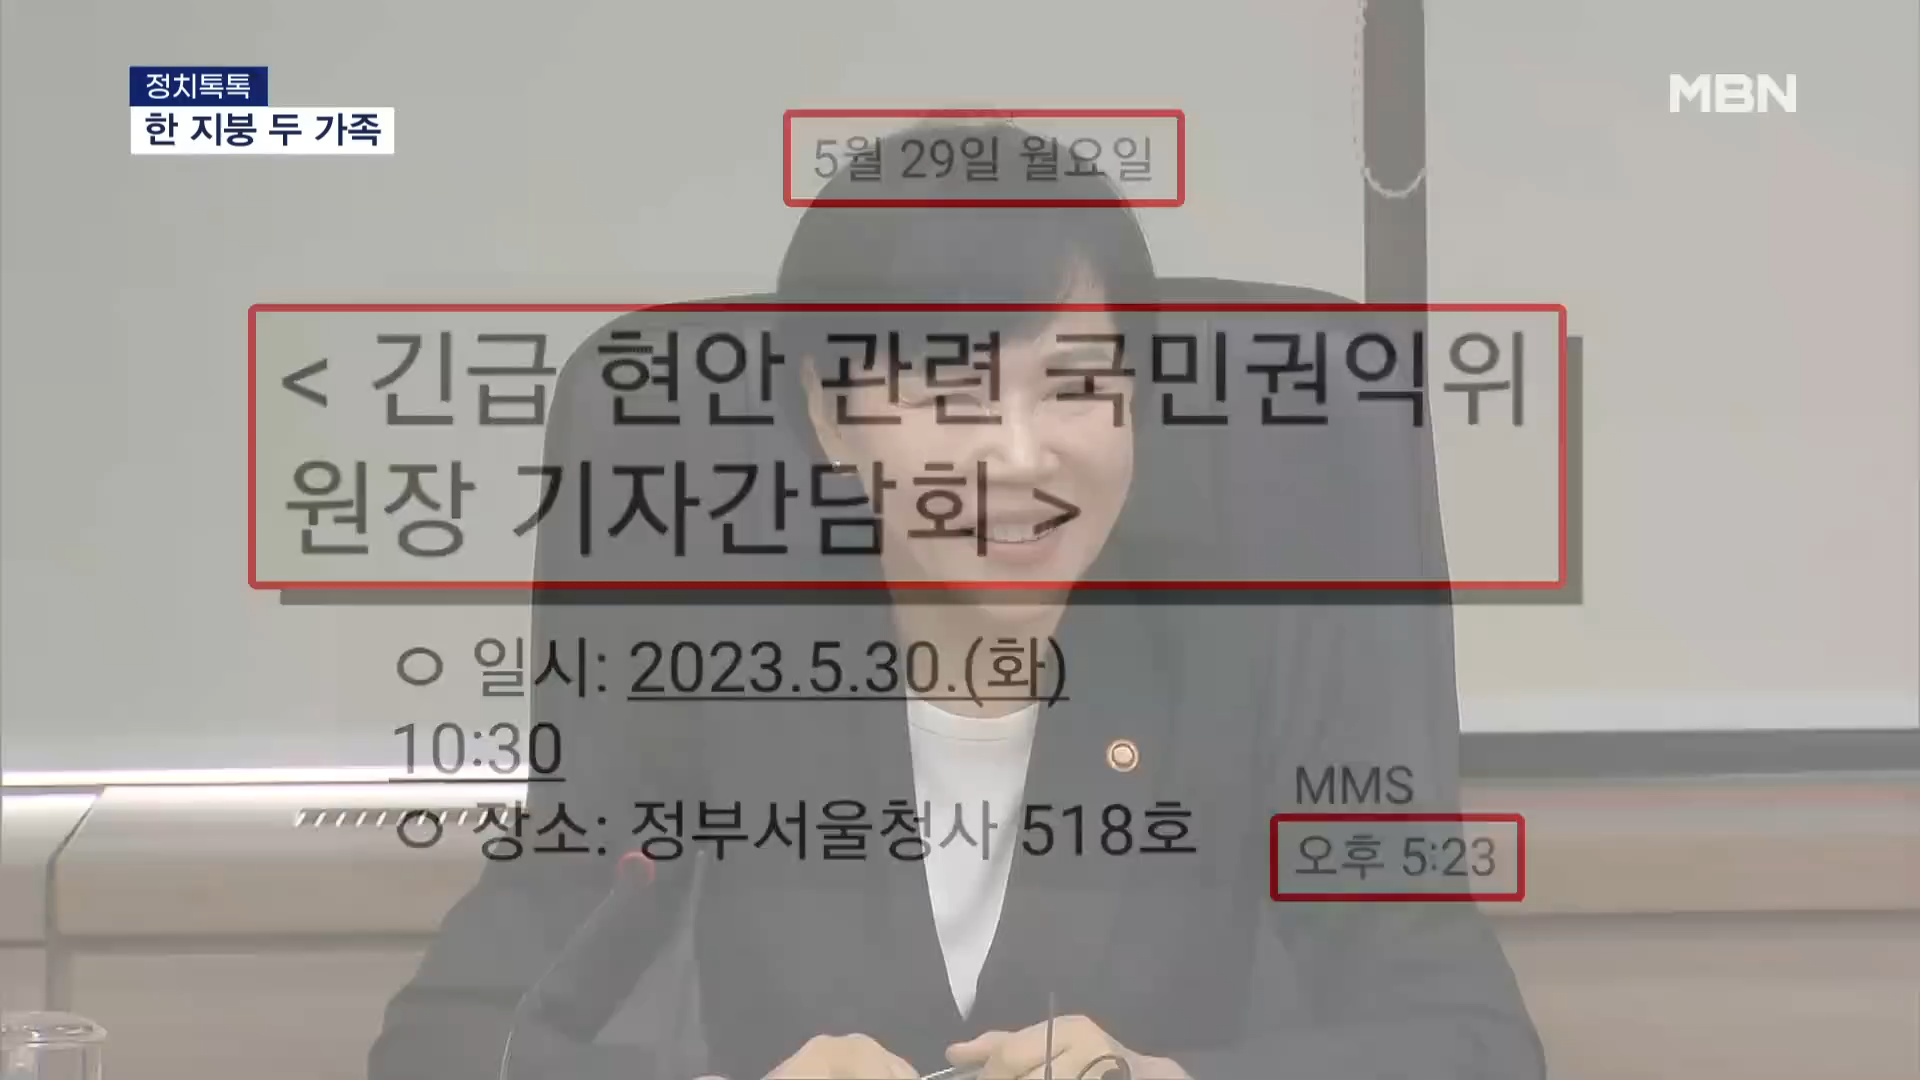 정치톡톡
한 지붕 두 가족
MBN
5월 29일 월요일
< 긴급 현안 관련 국민권익위
원장 기자간담회 >
ㅇ 일시: 2023.5.30.(화)
10:30
ㅇ 장소: 정부서울청사 518호
MMS
오후 5:23